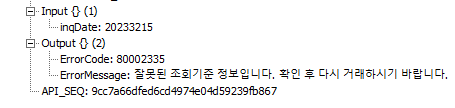 Input {} (1)
inqDate: 20233215
Output {} (2)
ErrorCode: 80002335
ErrorMessage: 잘못된 조회기준 정보입니다. 확인 후 다시 거래하시기 바랍니다.
API_SEQ: 9cc7a66dfed6cd4974e04d59239fb867